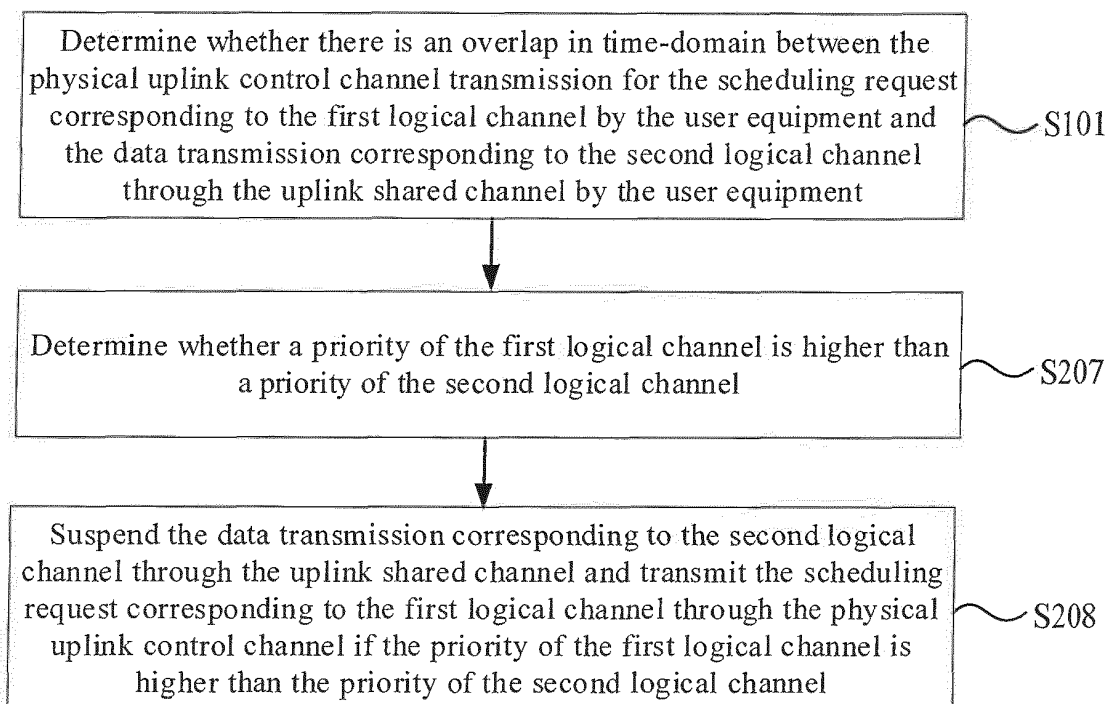 Determine whether there is an overlap in time-domain between the
physical uplink control channel transmission for the scheduling request
corresponding to the first logical channel by the user equipment and
the data transmission corresponding to the second logical channel
through the uplink shared channel by the user equipment
S101
Determine whether a priority of the first logical channel is higher than
a priority of the second logical channel
S207
Suspend the data transmission corresponding to the second logical
channel through the uplink shared channel and transmit the scheduling
request corresponding to the first logical channel through the physical
uplink control channel if the priority of the first logical channel is
higher than the priority of the second logical channel
S208